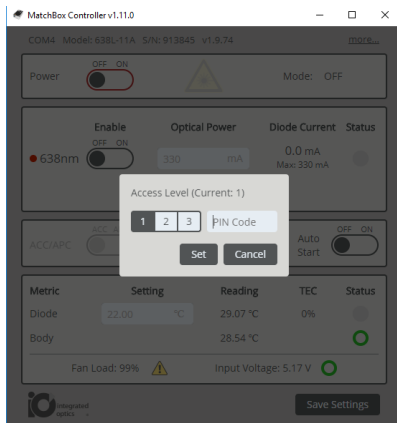 MatchBox Controller v1.11.0
COM4 Model: 638L-11A S/N: 913845 v1.9.74 more...
OFF ON
Power Mode: OFF
Enable Optical Power Diode Current Status
OFF ON
638nm 330 mA 0.0 mA
Max: 330 mA
Access Level (Current: 1)
1 2 3 PIN Code
Set Cancel
ACC
ACC/APC Auto Start OFF ON
Metric Setting Reading TEC Status
Diode 22.00 °C 29.07 °C 0%
Body 28.54 °C
Fan Load: 99% Input Voltage: 5.17 V
integrated optics Save Settings